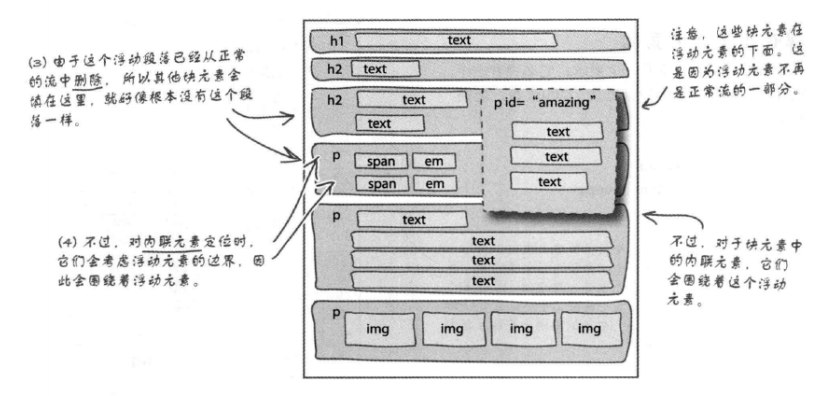 (3) 由于这个浮动段落已经从正常
的流中删除，所以其他块元素会
填在这里，就好像根本没有这个段
落一样。
(4) 不过，对内联元素定位时，
它们会考虑浮动元素的边界，因
此会围绕着浮动元素。
h1 text
h2 text
h2 text
text
p id=“amazing”
text
text
text
p span em
span em
p text
text
text
text
p img img img img
注意，这些块元素在
浮动元素的下面。这
是因为浮动元素不再
是正常流的一部分。
不过，对于块元素中
的内联元素，它们
会围绕着这个浮动
元素。